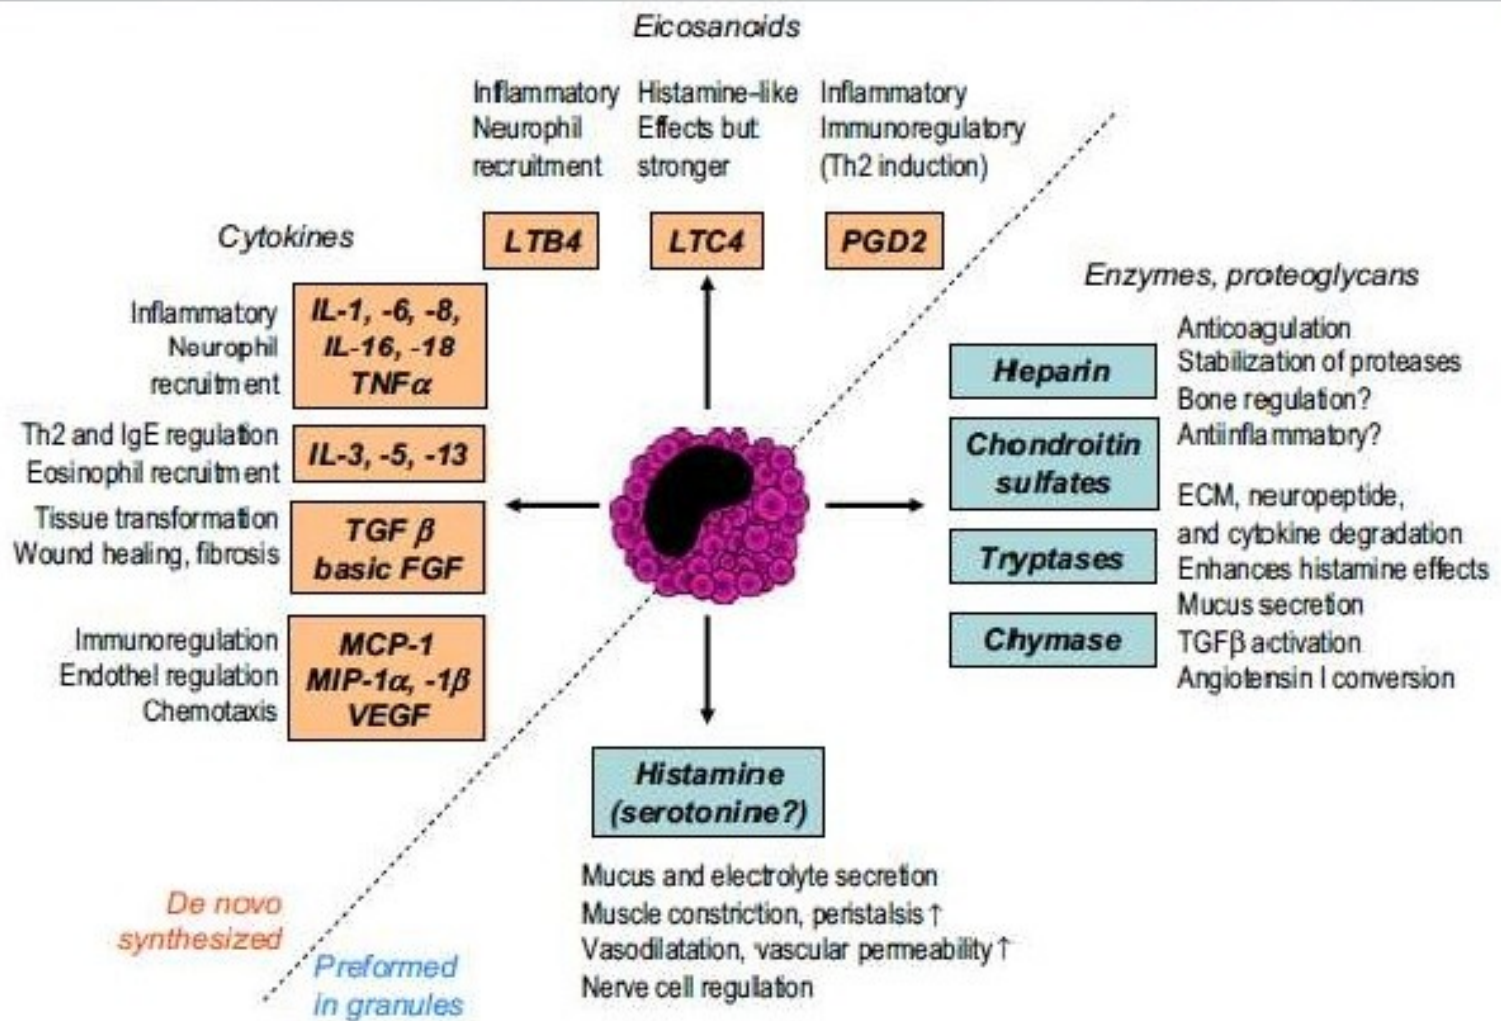 Eicosanoids
Inflammatory
Neurophil
recruitment
Histamine-like
Effects but
stronger
Inflammatory
Immunoregulatory
(Th2 induction)
LTB4
LTC4
PGD2
Cytokines
Inflammatory
Neurophil
recruitment
IL-1, -6, -8,
IL-16, -18
TNFα
Th2 and IgE regulation
Eosinophil recruitment
IL-3, -5, -13
Tissue transformation
Wound healing, fibrosis
TGF β
basic FGF
Immunoregulation
Endothel regulation
Chemotaxis
MCP-1
MIP-1α, -1β
VEGF
Enzymes, proteoglycans
Heparin
Chondroitin
sulfates
Tryptases
Chymase
Anticoagulation
Stabilization of proteases
Bone regulation?
Antiinflammatory?
ECM, neuropeptide,
and cytokine degradation
Enhances histamine effects
Mucus secretion
TGFβ activation
Angiotensin I conversion
Histamine
(serotonine?)
Mucus and electrolyte secretion
Muscle constriction, peristalsis ↑
Vasodilatation, vascular permeability ↑
Nerve cell regulation
De novo
synthesized
Preformed
in granules